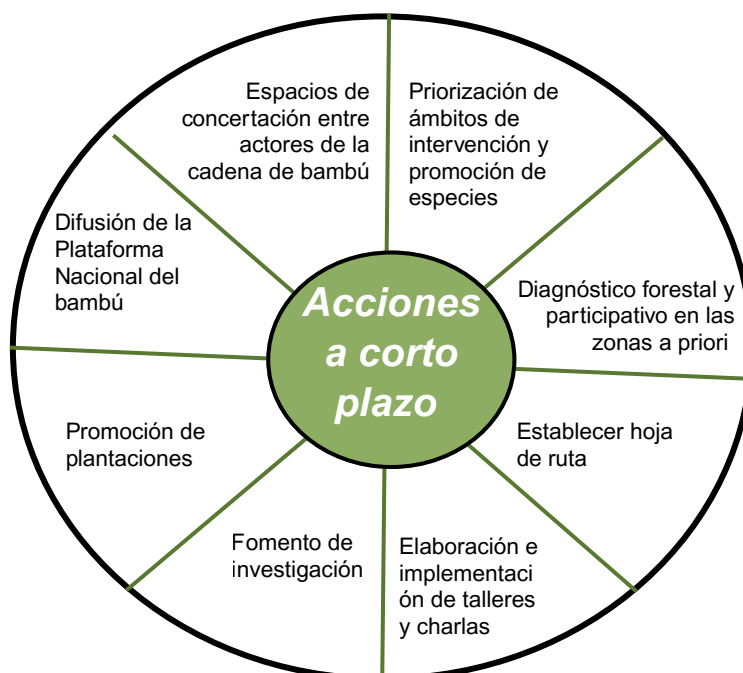 Espacios de
concertación entre
actores de la
cadena de bambú
Priorización de
ámbitos de
intervención y
promoción de
especies
Difusión de la
Plataforma
Nacional del
bambú
Acciones
a corto
plazo
Diagnóstico forestal y
participativo en las
zonas a priori
Promoción de
plantaciones
Establecer hoja
de ruta
Fomento de
investigación
Elaboración e
implementaci
ón de talleres
y charlas